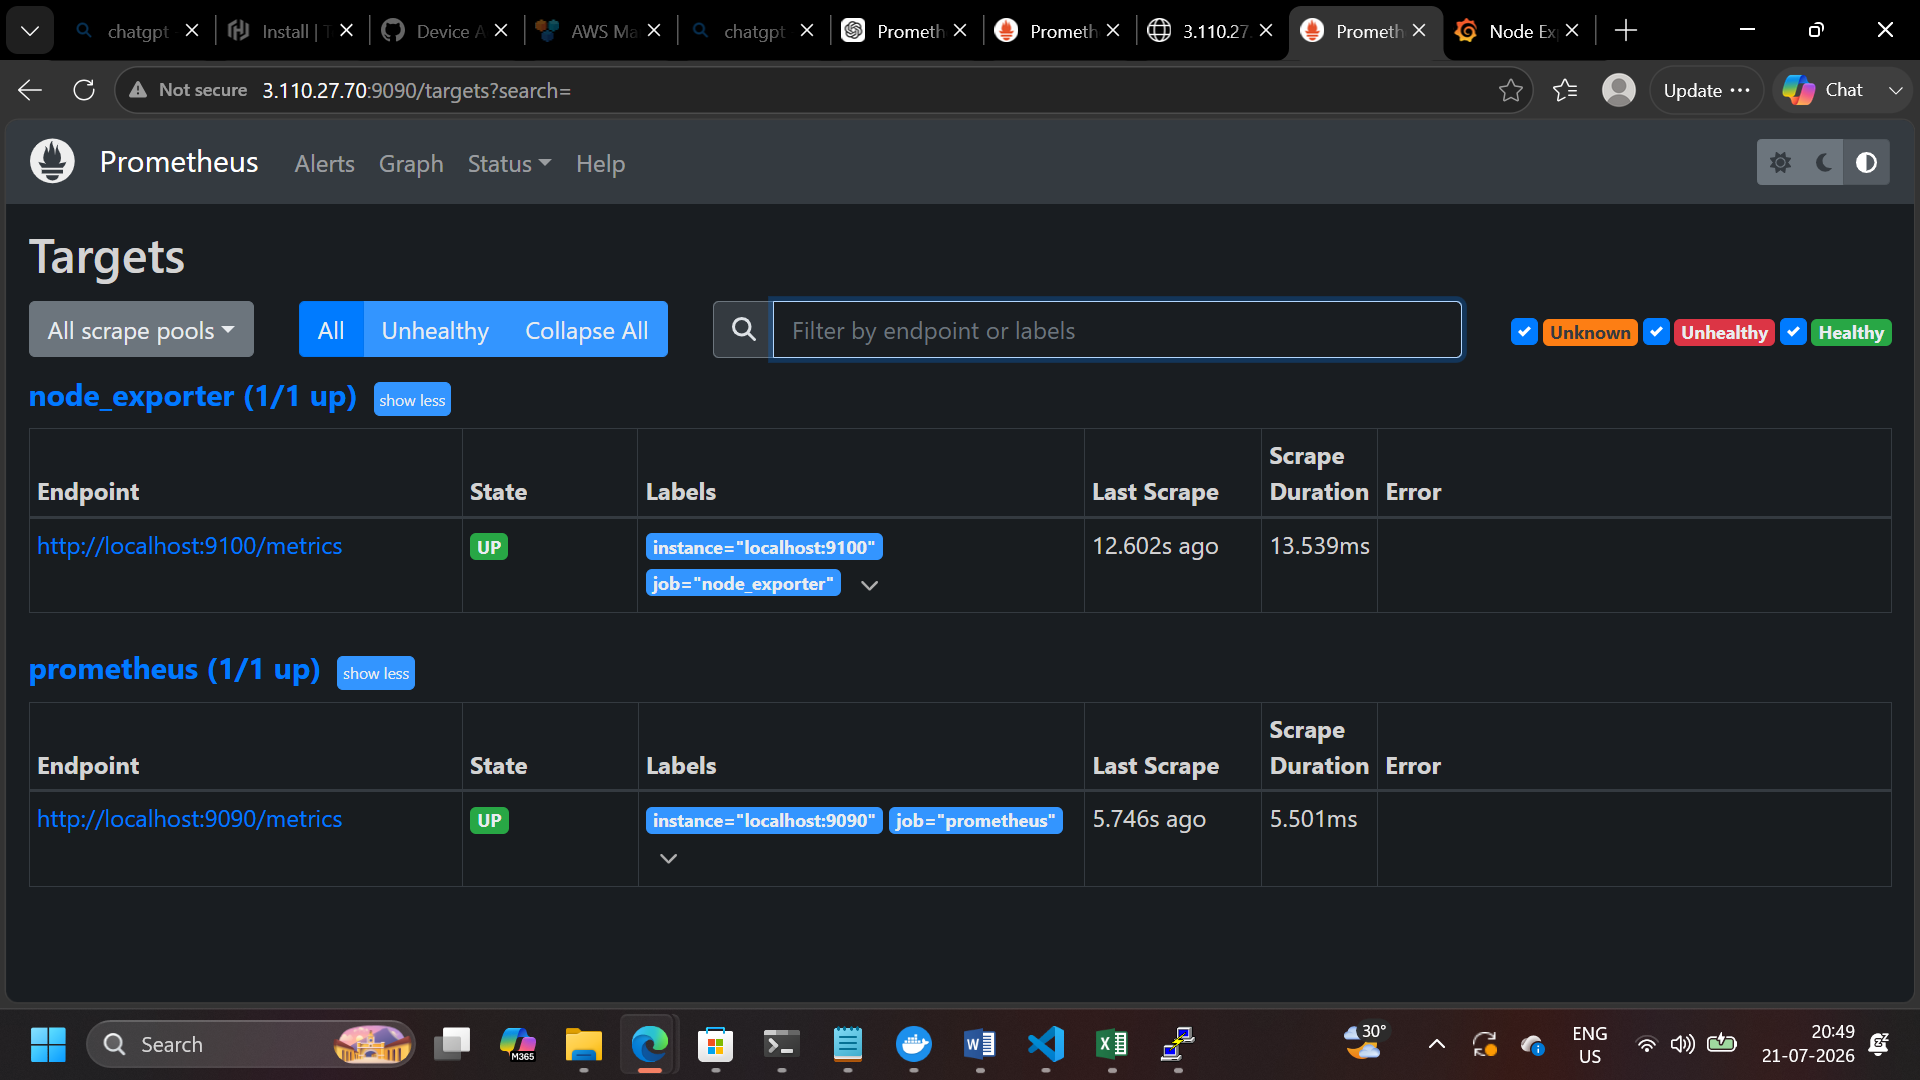 chatgpt
Install | T
Device A
AWS Ma
chatgpt
Prometh
Prometh
3.110.27.
Prometh
Node Ex
Not secure 3.110.27.70:9090/targets?search=
Update
Chat
Prometheus Alerts Graph Status Help
Targets
All scrape pools All Unhealthy Collapse All Filter by endpoint or labels Unknown Unhealthy Healthy
node_exporter (1/1 up) show less
Endpoint State Labels Last Scrape Scrape Duration Error
http://localhost:9100/metrics UP instance="localhost:9100" 12.602s ago 13.539ms
job="node_exporter"
prometheus (1/1 up) show less
Endpoint State Labels Last Scrape Scrape Duration Error
http://localhost:9090/metrics UP instance="localhost:9090" job="prometheus" 5.746s ago 5.501ms
Search
M365
30°
ENG
US
20:49
21-07-2026